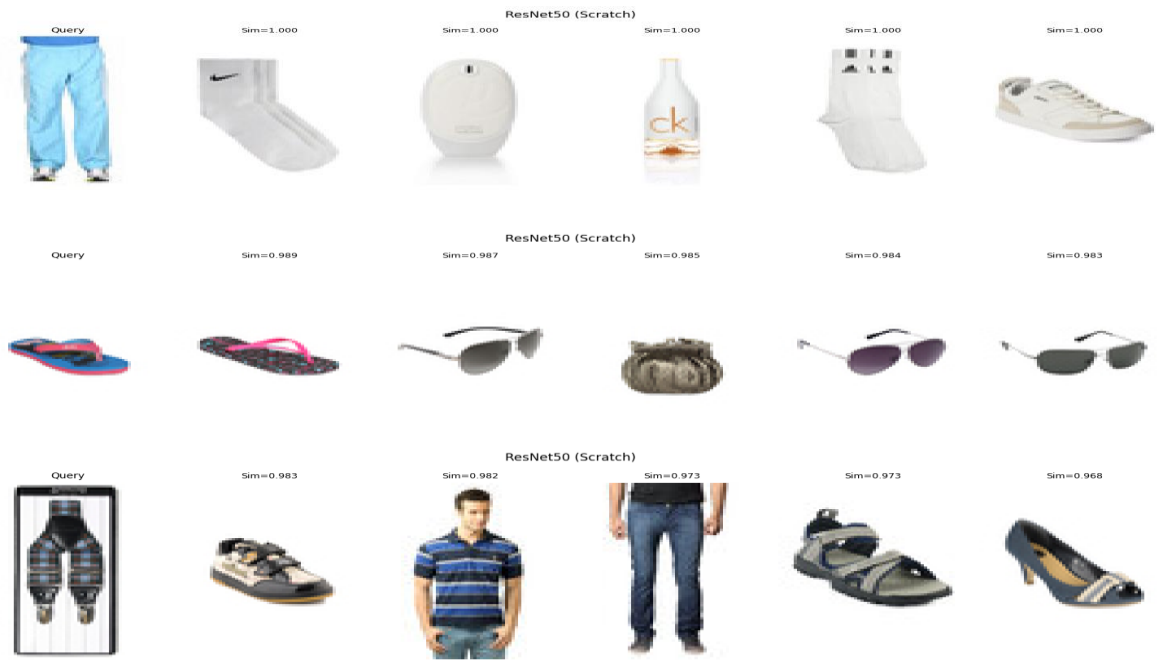 ResNet50 (Scratch)
Query Sim=1.000 Sim=1.000 Sim=1.000 Sim=1.000 Sim=1.000
ck
ResNet50 (Scratch)
Query Sim=0.989 Sim=0.987 Sim=0.985 Sim=0.984 Sim=0.983
ResNet50 (Scratch)
Query Sim=0.983 Sim=0.982 Sim=0.973 Sim=0.973 Sim=0.968